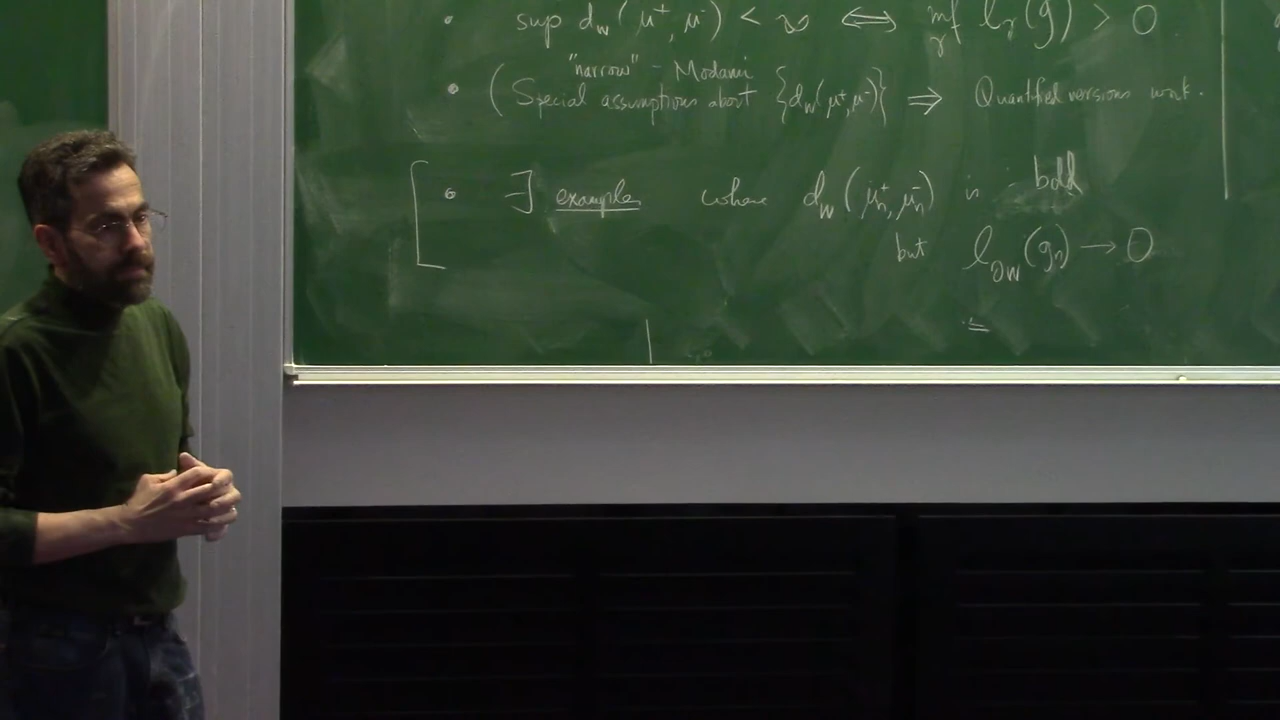 • sup d_W(μ⁺, μ⁻) < ∞ ⟺ inf_γ l_γ(g) > 0
"narrow" - Modami
• (Special assumptions about {d_W(μ⁺, μ⁻)} ⟹ Quantified versions work.
• ∃ examples where d_W(μ_n⁺, μ_n⁻) is bdd
but l_∂W(g_n) → 0